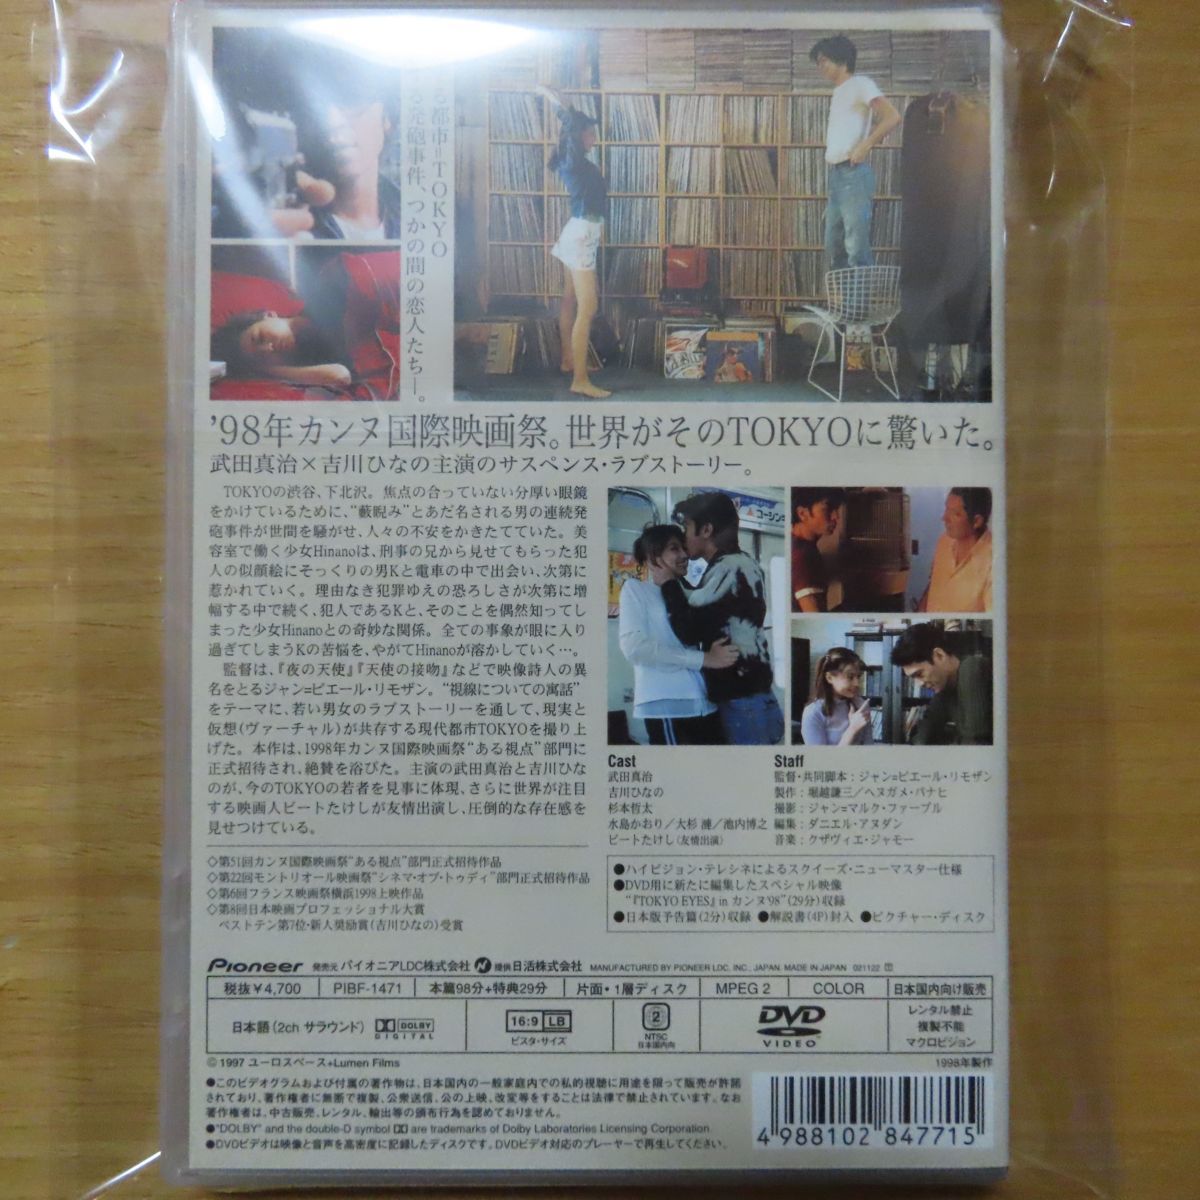 る都市=TOKYO
る発砲事件、つかの間の恋人たち—。
'98年カンヌ国際映画祭。世界がそのTOKYOに驚いた。
武田真治×吉川ひなの主演のサスペンス・ラブストーリー。
TOKYOの渋谷、下北沢。焦点の合っていない分厚い眼鏡
をかけているために、“藪睨み”とあだ名される男の連続発
砲事件が世間を騒がせ、人々の不安をかきたてていた。美
容室で働く少女Hinanoは、刑事の兄から見せてもらった犯
人の似顔絵にそっくりの男Kと電車の中で出会い、次第に
惹かれていく。理由なき犯罪ゆえの恐ろしさが次第に増
幅する中で続く、犯人であるKと、そのことを偶然知ってし
まった少女Hinanoとの奇妙な関係。全ての事象が眼に入り
過ぎてしまうKの苦悩を、やがてHinanoが溶かしていく…。
監督は、『夜の天使』『天使の接吻』などで映像詩人の異
名をとるジャン=ピエール・リモザン。“視線についての寓話”
をテーマに、若い男女のラブストーリーを通して、現実と
仮想(ヴァーチャル)が共存する現代都市TOKYOを撮り上
げた。本作は、1998年カンヌ国際映画祭“ある視点”部門に
正式招待され、絶賛を浴びた。主演の武田真治と吉川ひな
のが、今のTOKYOの若者を見事に体現、さらに世界が注目
する映画人ビートたけしが友情出演し、圧倒的な存在感を
見せつけている。
◇第51回カンヌ国際映画祭“ある視点”部門正式招待作品
◇第22回モントリオール映画祭“シネマ・オブ・トゥディ”部門正式招待作品
◇第6回フランス映画祭横浜1998上映作品
◇第8回日本映画プロフェッショナル大賞
ベストテン第7位・新人奨励賞(吉川ひなの)受賞
Cast
武田真治
吉川ひなの
杉本哲太
水島かおり/大杉 漣/池内博之
ビートたけし(友情出演)
Staff
監督・共同脚本:ジャン=ピエール・リモザン
製作:堀越謙三/ヘヌガメ・パナヒ
撮影:ジャン=マルク・ファーブル
編集:ダニエル・アヌダン
音楽:グザヴィエ・ジャモー
●ハイビジョン・テレシネによるスクイーズ・ニューマスター仕様
●DVD用に新たに編集したスペシャル映像
“『TOKYO EYES』in カンヌ'98”(29分)収録
●日本版予告篇(2分)収録 ●解説書(4P)封入 ●ピクチャー・ディスク
Pioneer 発売元 パイオニアLDC株式会社 N 提供 日活株式会社 MANUFACTURED BY PIONEER LDC, INC., JAPAN. MADE IN JAPAN 021122
税抜¥4,700 PIBF-1471 本篇98分+特典29分 片面・1層ディスク MPEG 2 COLOR 日本国内向け販売
日本語(2ch サラウンド) DOLBY DIGITAL
16:9 LB
ビスタ・サイズ
2
NTSC
日本国内向
DVD
VIDEO
レンタル禁止
複製不能
マクロビジョン
© 1997 ユーロスペース+Lumen Films
1998年製作
●このビデオグラムおよび付属の著作物は、日本国内の一般家庭内での私的視聴に用途を限って販売が許諾
されており、著作権者に無断で複製、公衆送信、公の上映、改変等をすることは法律で禁止されています。なお
著作権者は、中古販売、レンタル、輸出等の頒布行為を認めておりません。
●"DOLBY" and the double-D symbol are trademarks of Dolby Laboratories Licensing Corporation.
●DVDビデオは映像と音声を高密度に記録したディスクです。DVDビデオ対応のプレーヤーで再生してください。
4 988102 847715